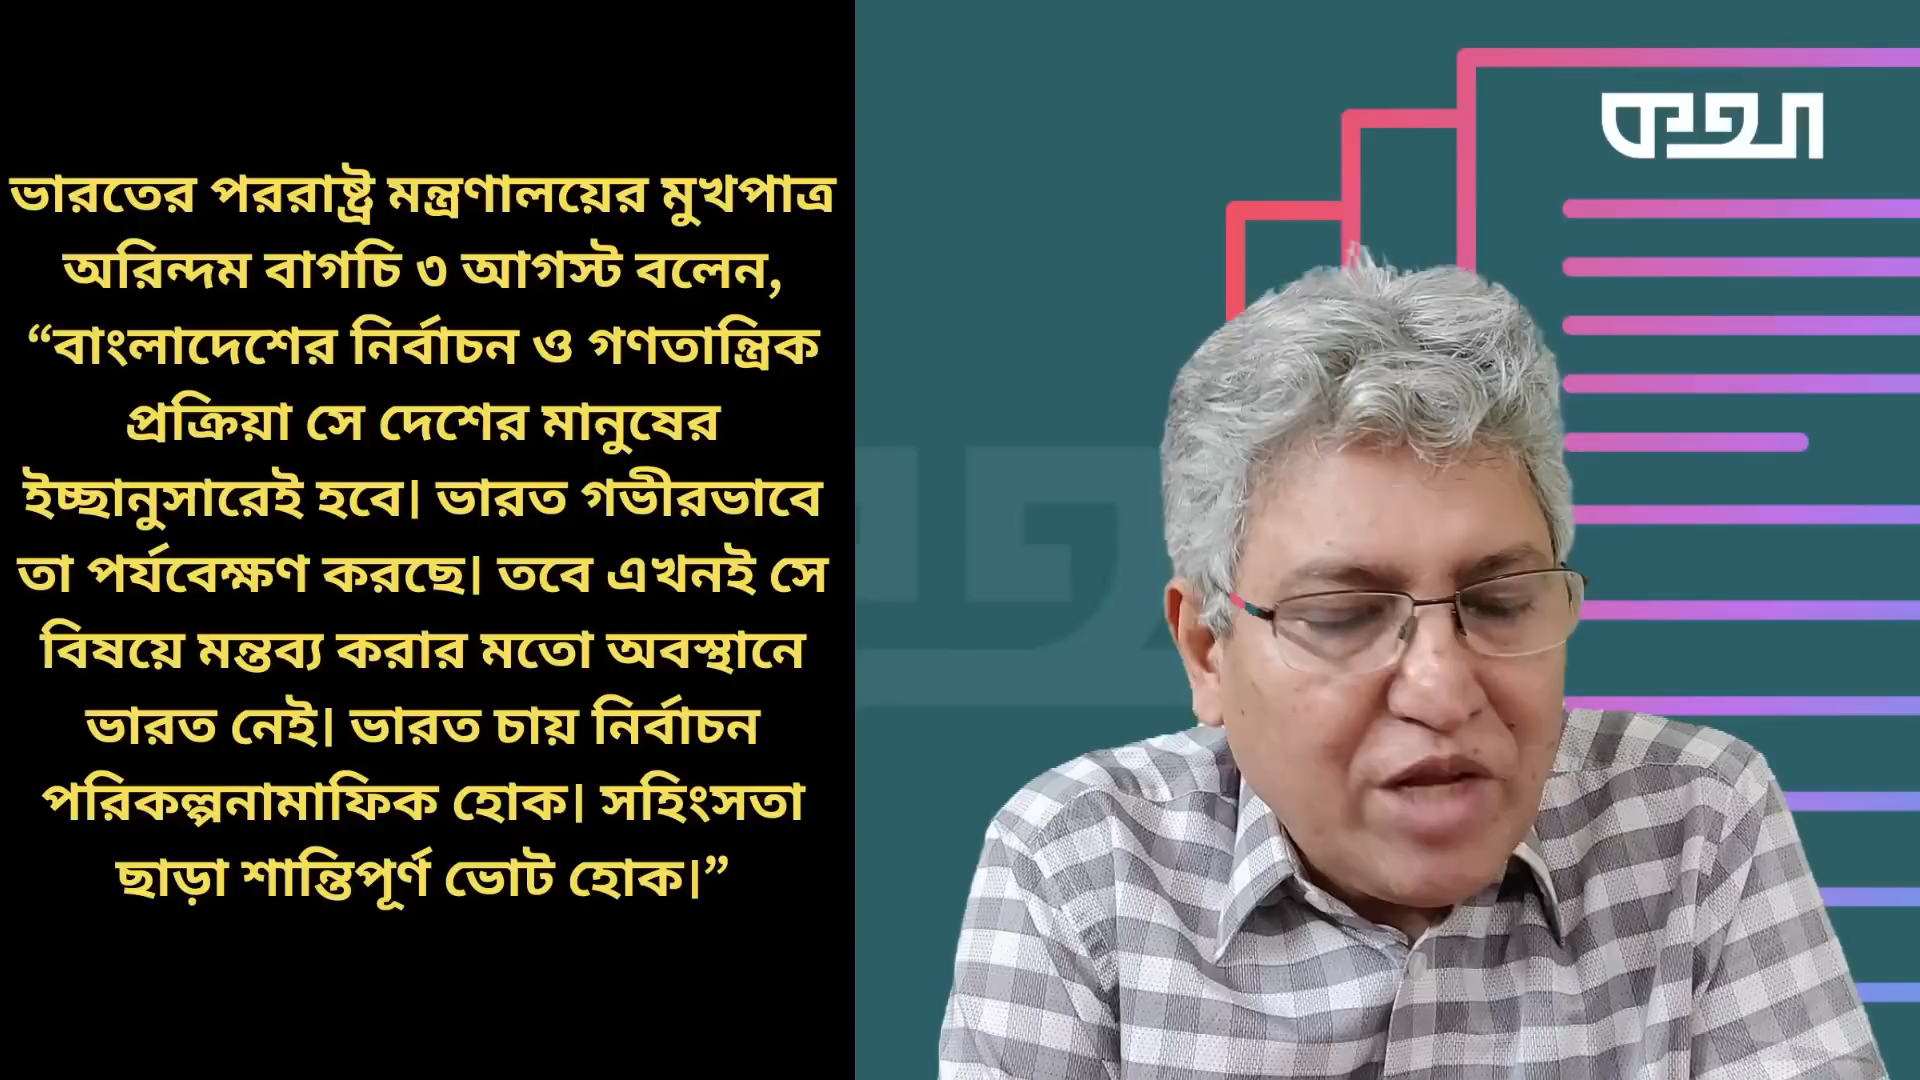 ভারতের পররাষ্ট্র মন্ত্রণালয়ের মুখপাত্র
অরিন্দম বাগচি ৩ আগস্ট বলেন,
“বাংলাদেশের নির্বাচন ও গণতান্ত্রিক
প্রক্রিয়া সে দেশের মানুষের
ইচ্ছানুসারেই হবে। ভারত গভীরভাবে
তা পর্যবেক্ষণ করছে। তবে এখনই সে
বিষয়ে মন্তব্য করার মতো অবস্থানে
ভারত নেই। ভারত চায় নির্বাচন
পরিকল্পনামাফিক হোক। সহিংসতা
ছাড়া শান্তিপূর্ণ ভোট হোক।”
কথা